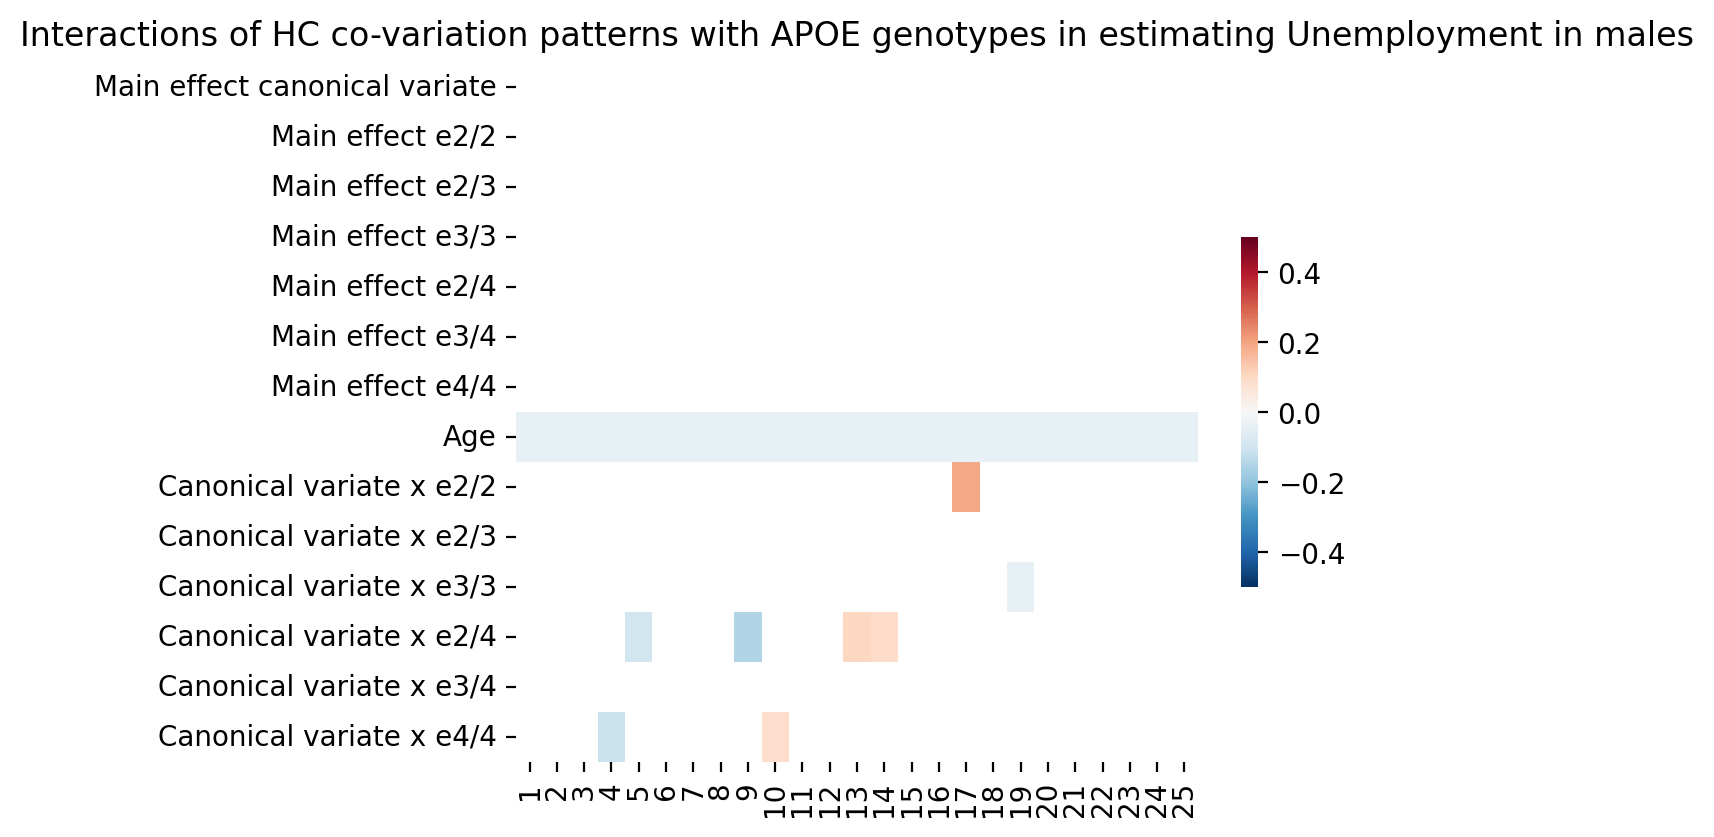 Interactions of HC co-variation patterns with APOE genotypes in estimating Unemployment in males
Main effect canonical variate
Main effect e2/2
Main effect e2/3
Main effect e3/3
Main effect e2/4
Main effect e3/4
Main effect e4/4
Age
Canonical variate x e2/2
Canonical variate x e2/3
Canonical variate x e3/3
Canonical variate x e2/4
Canonical variate x e3/4
Canonical variate x e4/4
1 2 3 4 5 6 7 8 9 10 11 12 13 14 15 16 17 18 19 20 21 22 23 24 25
0.4
0.2
0.0
−0.2
−0.4